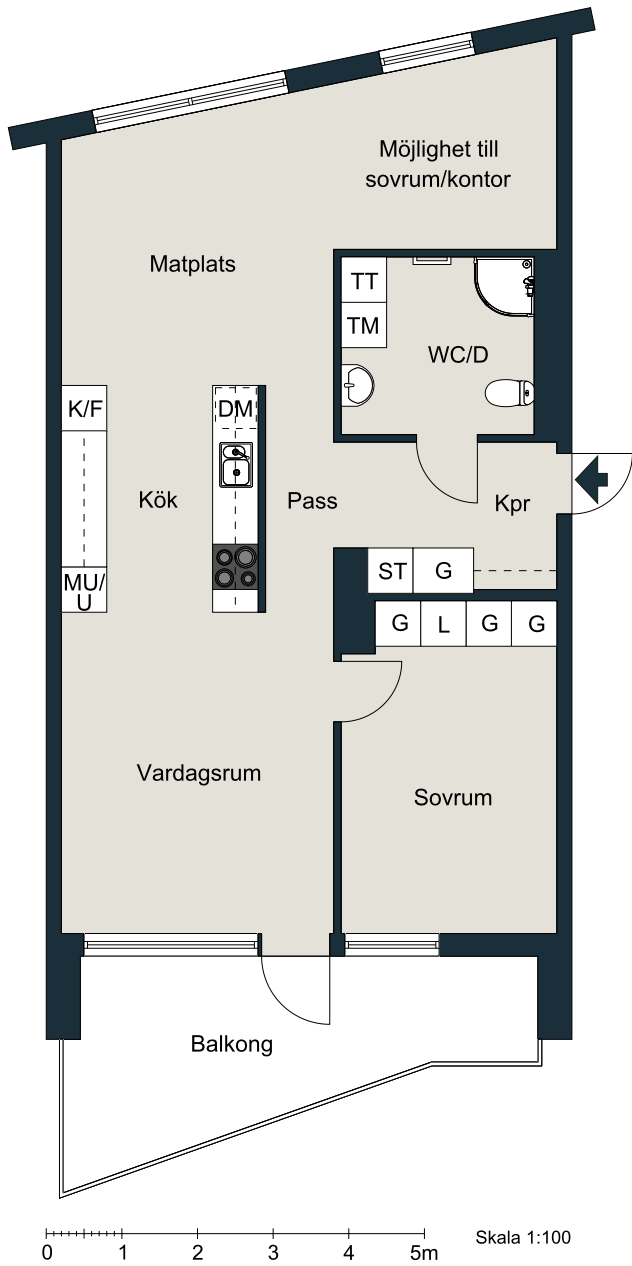 Möjlighet till
sovrum/kontor
Matplats
TT
TM
WC/D
K/F
DM
Kök
Pass
Kpr
MU/
U
ST
G
G
L
G
G
Vardagsrum
Sovrum
Balkong
0 1 2 3 4 5m
Skala 1:100